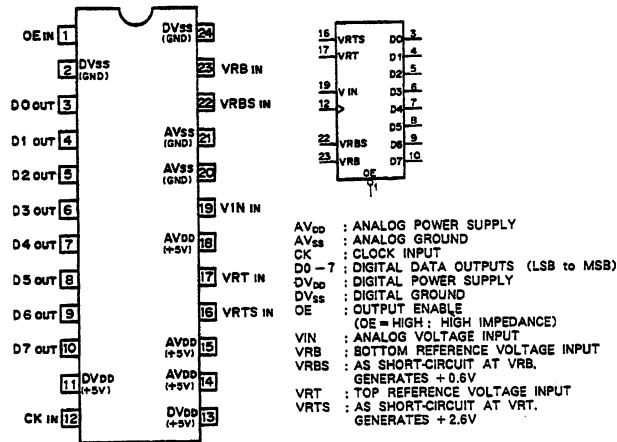 OE IN 1
2 DVSS (GND)
D0 OUT 3
D1 OUT 4
D2 OUT 5
D3 OUT 6
D4 OUT 7
D5 OUT 8
D6 OUT 9
D7 OUT 10
11 DVDD (+5V)
CK IN 12
DVSS (GND) 24
23 VRB IN
22 VRBS IN
AVSS (GND) 21
AVSS (GND) 20
19 VIN IN
AVDD (+5V) 18
17 VRT IN
16 VRTS IN
AVDD (+5V) 15
AVDD (+5V) 14
DVDD (+5V) 13
16 VRTS D0 3
17 VRT D1 4
D2 5
19 V IN D3 6
12 D4 7
D5 8
22 VRBS D6 9
23 VRB D7 10
OE
1
AVDD : ANALOG POWER SUPPLY
AVSS : ANALOG GROUND
CK : CLOCK INPUT
D0-7 : DIGITAL DATA OUTPUTS (LSB to MSB)
DVDD : DIGITAL POWER SUPPLY
DVSS : DIGITAL GROUND
OE : OUTPUT ENABLE
(OE = HIGH ; HIGH IMPEDANCE)
VIN : ANALOG VOLTAGE INPUT
VRB : BOTTOM REFERENCE VOLTAGE INPUT
VRBS : AS SHORT-CIRCUIT AT VRB,
GENERATES +0.6V
VRT : TOP REFERENCE VOLTAGE INPUT
VRTS : AS SHORT-CIRCUIT AT VRT,
GENERATES +2.6V